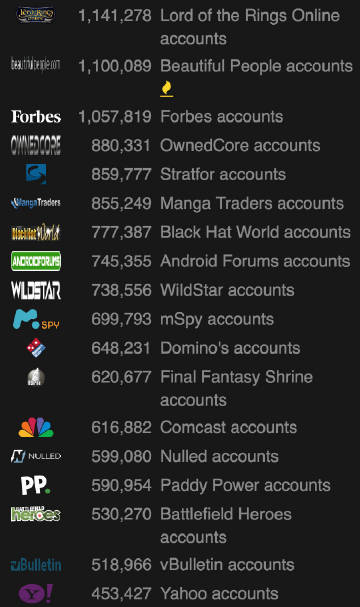 1,141,278 Lord of the Rings Online
accounts
beautifulpeople.com 1,100,089 Beautiful People accounts
Forbes 1,057,819 Forbes accounts
OWNEDCORE 880,331 OwnedCore accounts
859,777 Stratfor accounts
MangaTraders 855,249 Manga Traders accounts
BlackHat World 777,387 Black Hat World accounts
ANDROIDFORUMS 745,355 Android Forums accounts
WILDSTAR 738,556 WildStar accounts
m SPY 699,793 mSpy accounts
648,231 Domino's accounts
620,677 Final Fantasy Shrine
accounts
616,882 Comcast accounts
N NULLED 599,080 Nulled accounts
PP. 590,954 Paddy Power accounts
BATTLEFIELD heroes 530,270 Battlefield Heroes
accounts
vBulletin 518,966 vBulletin accounts
Y! 453,427 Yahoo accounts